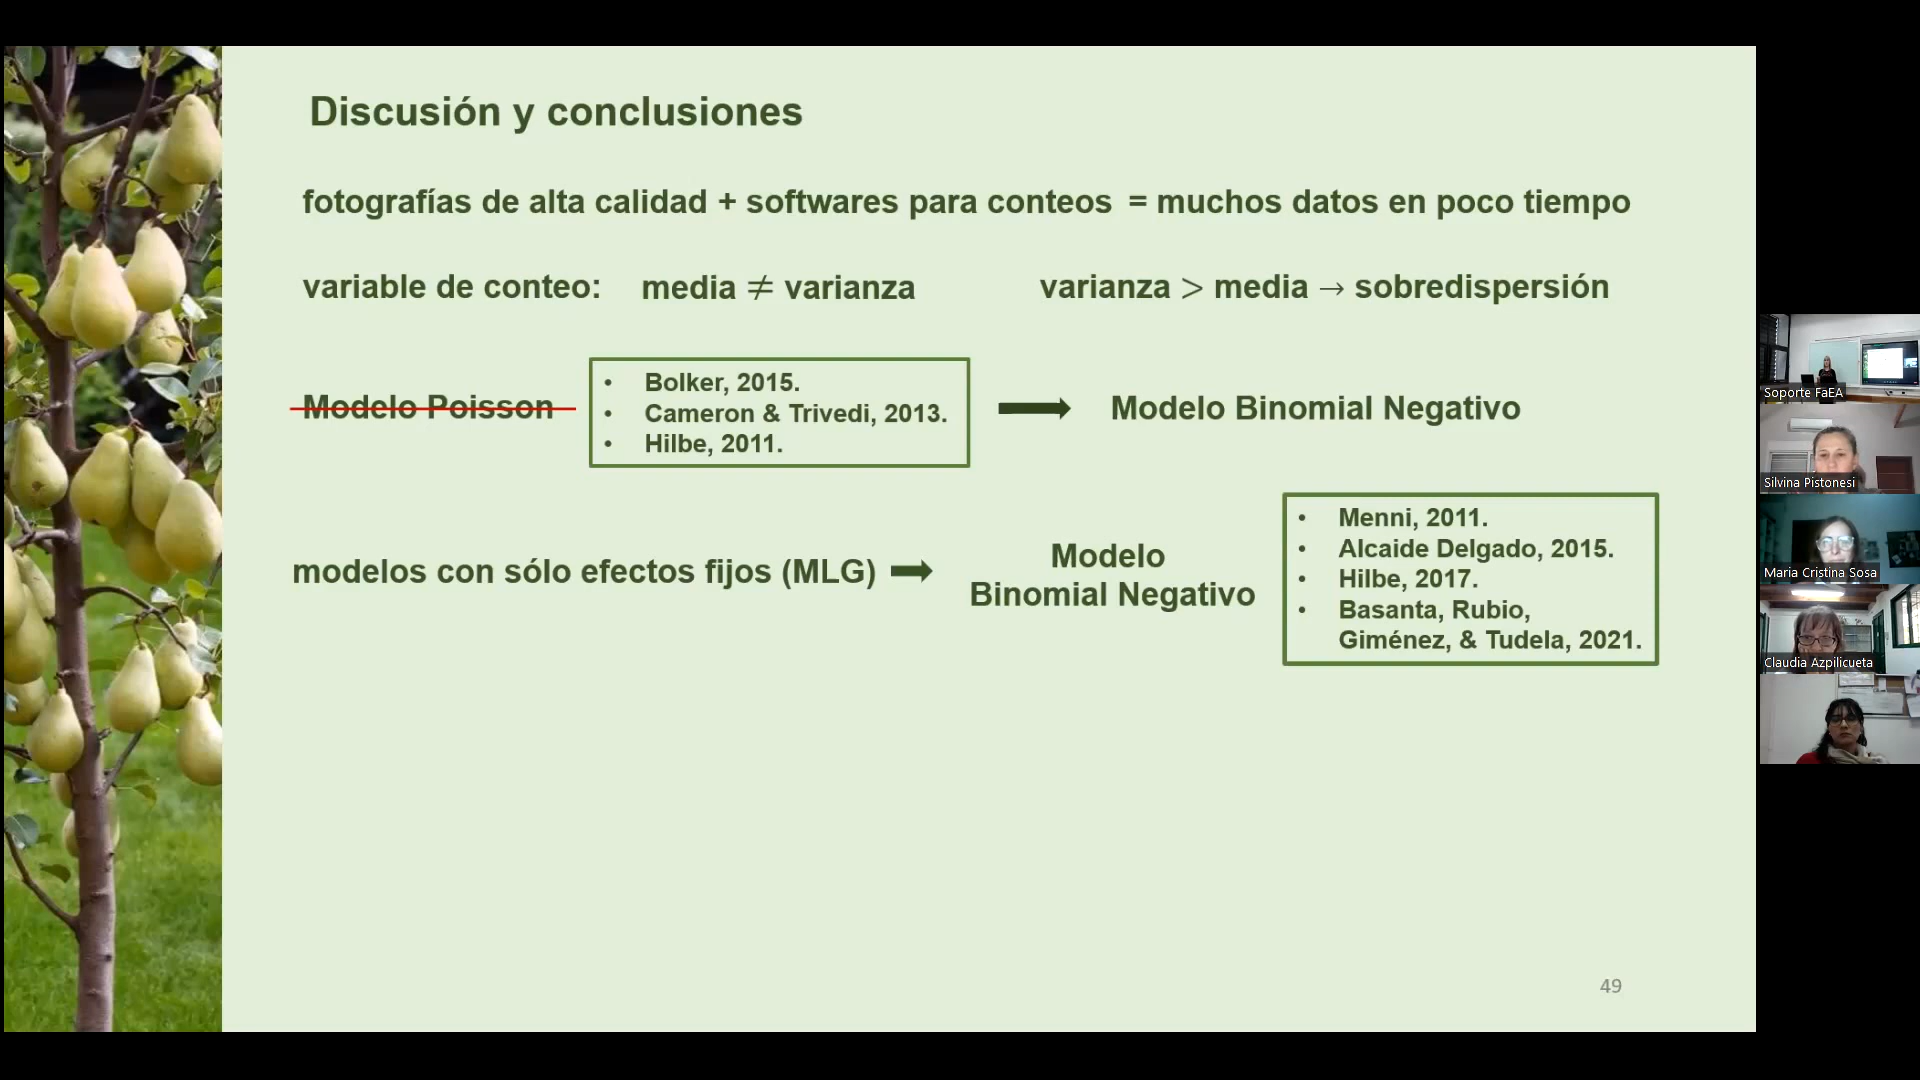 Discusión y conclusiones
fotografías de alta calidad + softwares para conteos = muchos datos en poco tiempo
variable de conteo: media ≠ varianza varianza > media → sobredispersión
Modelo Poisson
• Bolker, 2015.
• Cameron & Trivedi, 2013.
• Hilbe, 2011.
Modelo Binomial Negativo
modelos con sólo efectos fijos (MLG)
Modelo
Binomial Negativo
• Menni, 2011.
• Alcaide Delgado, 2015.
• Hilbe, 2017.
• Basanta, Rubio,
Giménez, & Tudela, 2021.
49
Soporte FaEA
Silvina Pistonesi
Maria Cristina Sosa
Claudia Azpilicueta